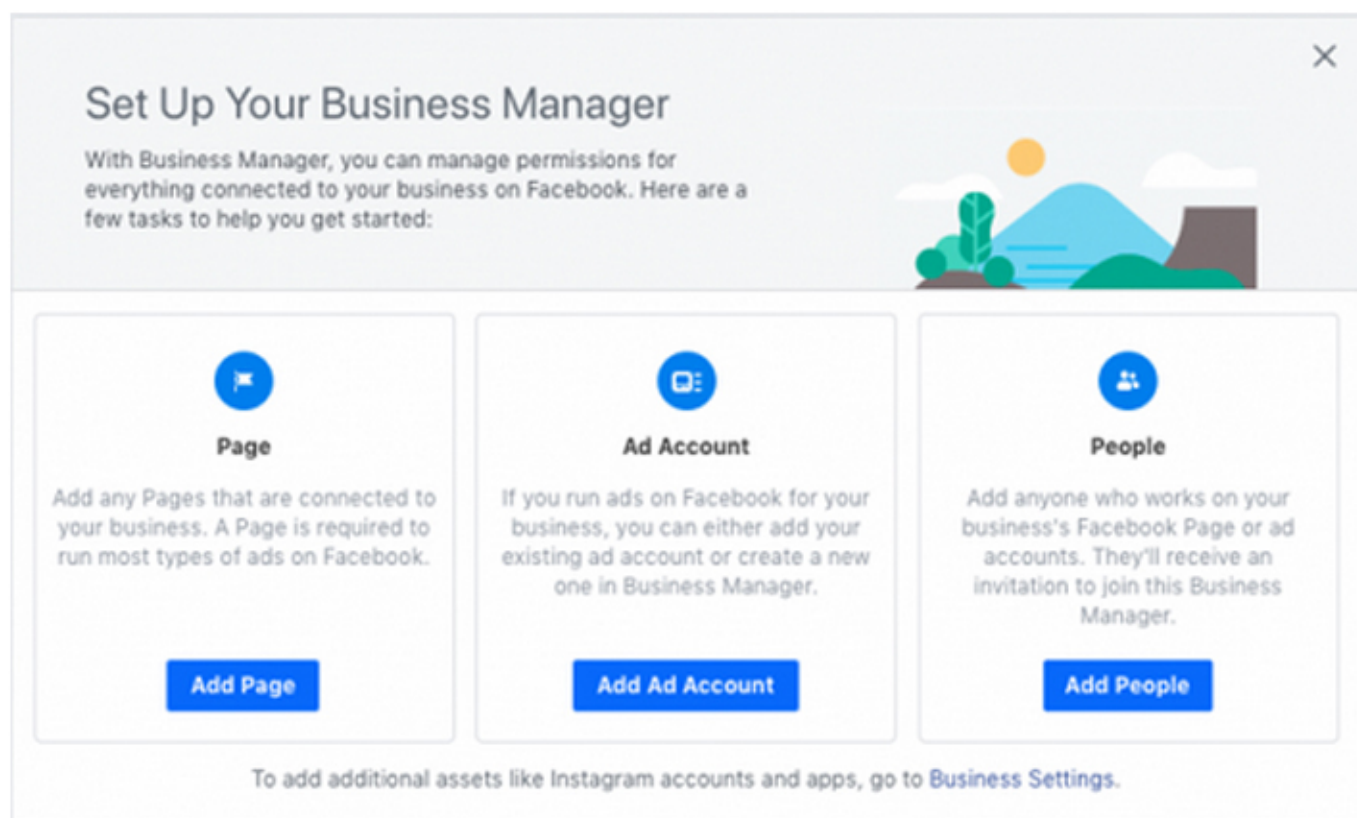 Set Up Your Business Manager
With Business Manager, you can manage permissions for
everything connected to your business on Facebook. Here are a
few tasks to help you get started:
Page
Add any Pages that are connected to
your business. A Page is required to
run most types of ads on Facebook.
Add Page
Ad Account
If you run ads on Facebook for your
business, you can either add your
existing ad account or create a new
one in Business Manager.
Add Ad Account
People
Add anyone who works on your
business's Facebook Page or ad
accounts. They'll receive an
invitation to join this Business
Manager.
Add People
To add additional assets like Instagram accounts and apps, go to Business Settings.